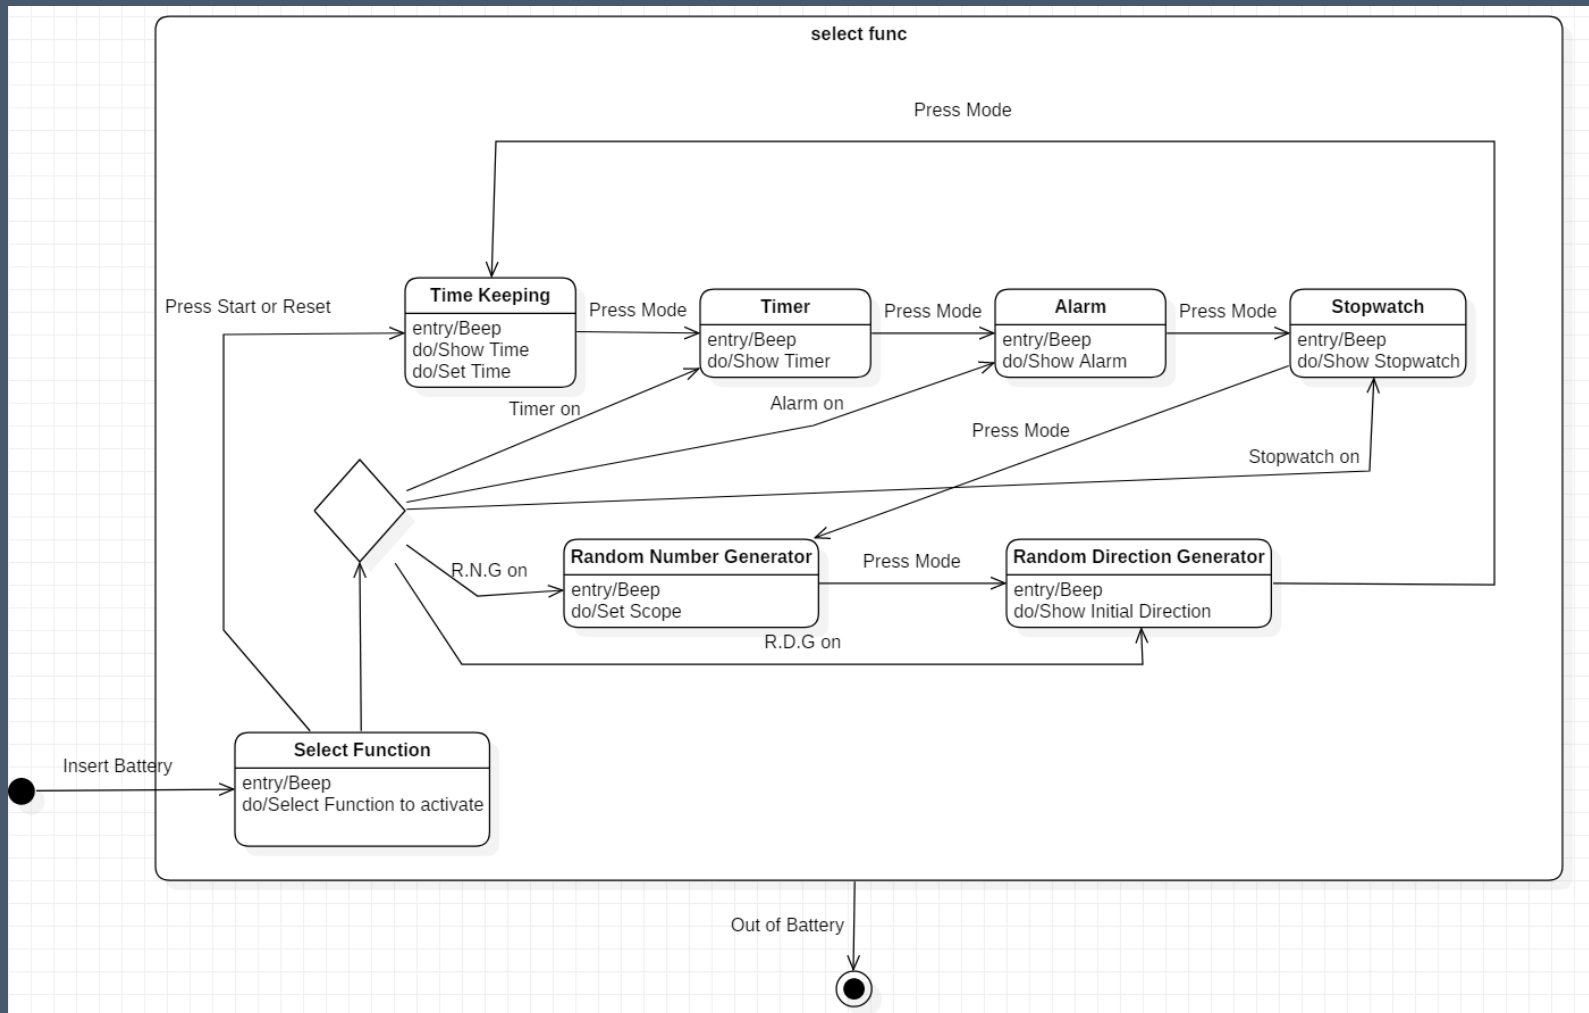 select func
Press Mode
Press Start or Reset
Time Keeping
entry/Beep
do/Show Time
do/Set Time
Press Mode
Timer
entry/Beep
do/Show Timer
Press Mode
Alarm
entry/Beep
do/Show Alarm
Press Mode
Stopwatch
entry/Beep
do/Show Stopwatch
Timer on
Alarm on
Press Mode
Stopwatch on
R.N.G on
Random Number Generator
entry/Beep
do/Set Scope
Press Mode
Random Direction Generator
entry/Beep
do/Show Initial Direction
R.D.G on
Insert Battery
Select Function
entry/Beep
do/Select Function to activate
Out of Battery